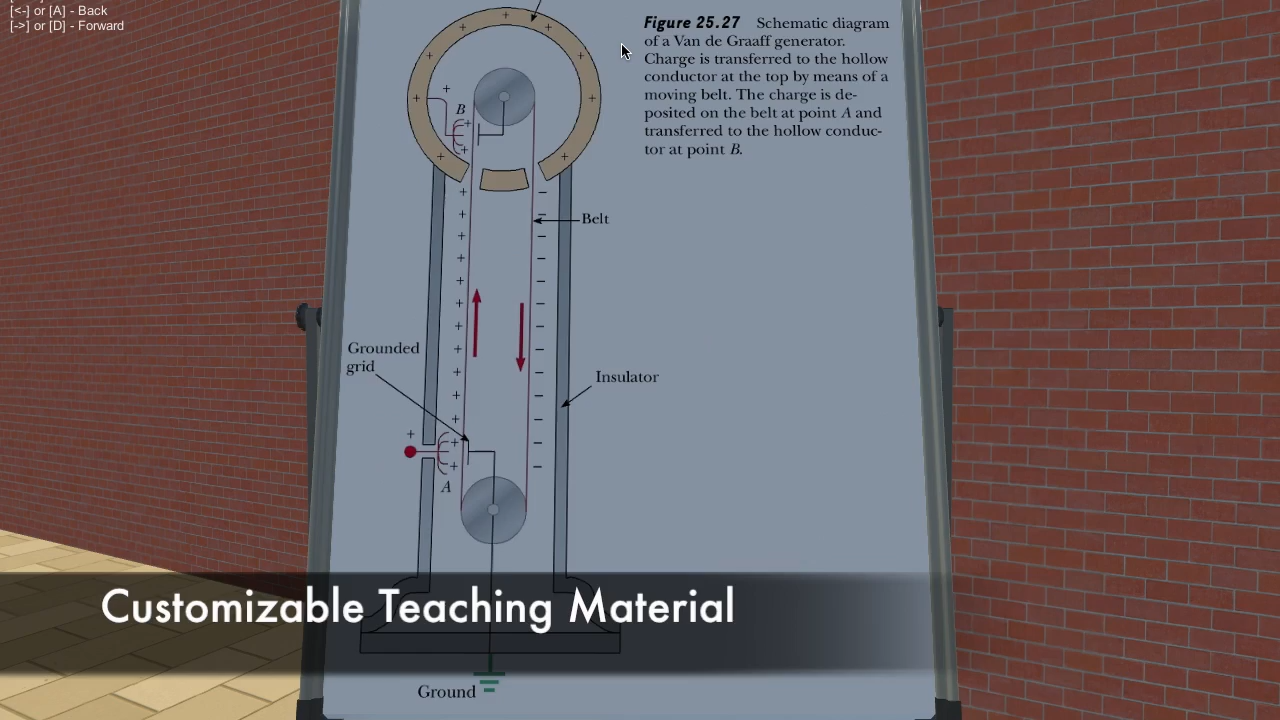 [<-] or [A] - Back
[->] or [D] - Forward
Figure 25.27 Schematic diagram
of a Van de Graaff generator.
Charge is transferred to the hollow
conductor at the top by means of a
moving belt. The charge is de-
posited on the belt at point A and
transferred to the hollow conduc-
tor at point B.
B
Belt
Grounded
grid
Insulator
A
Customizable Teaching Material
Ground